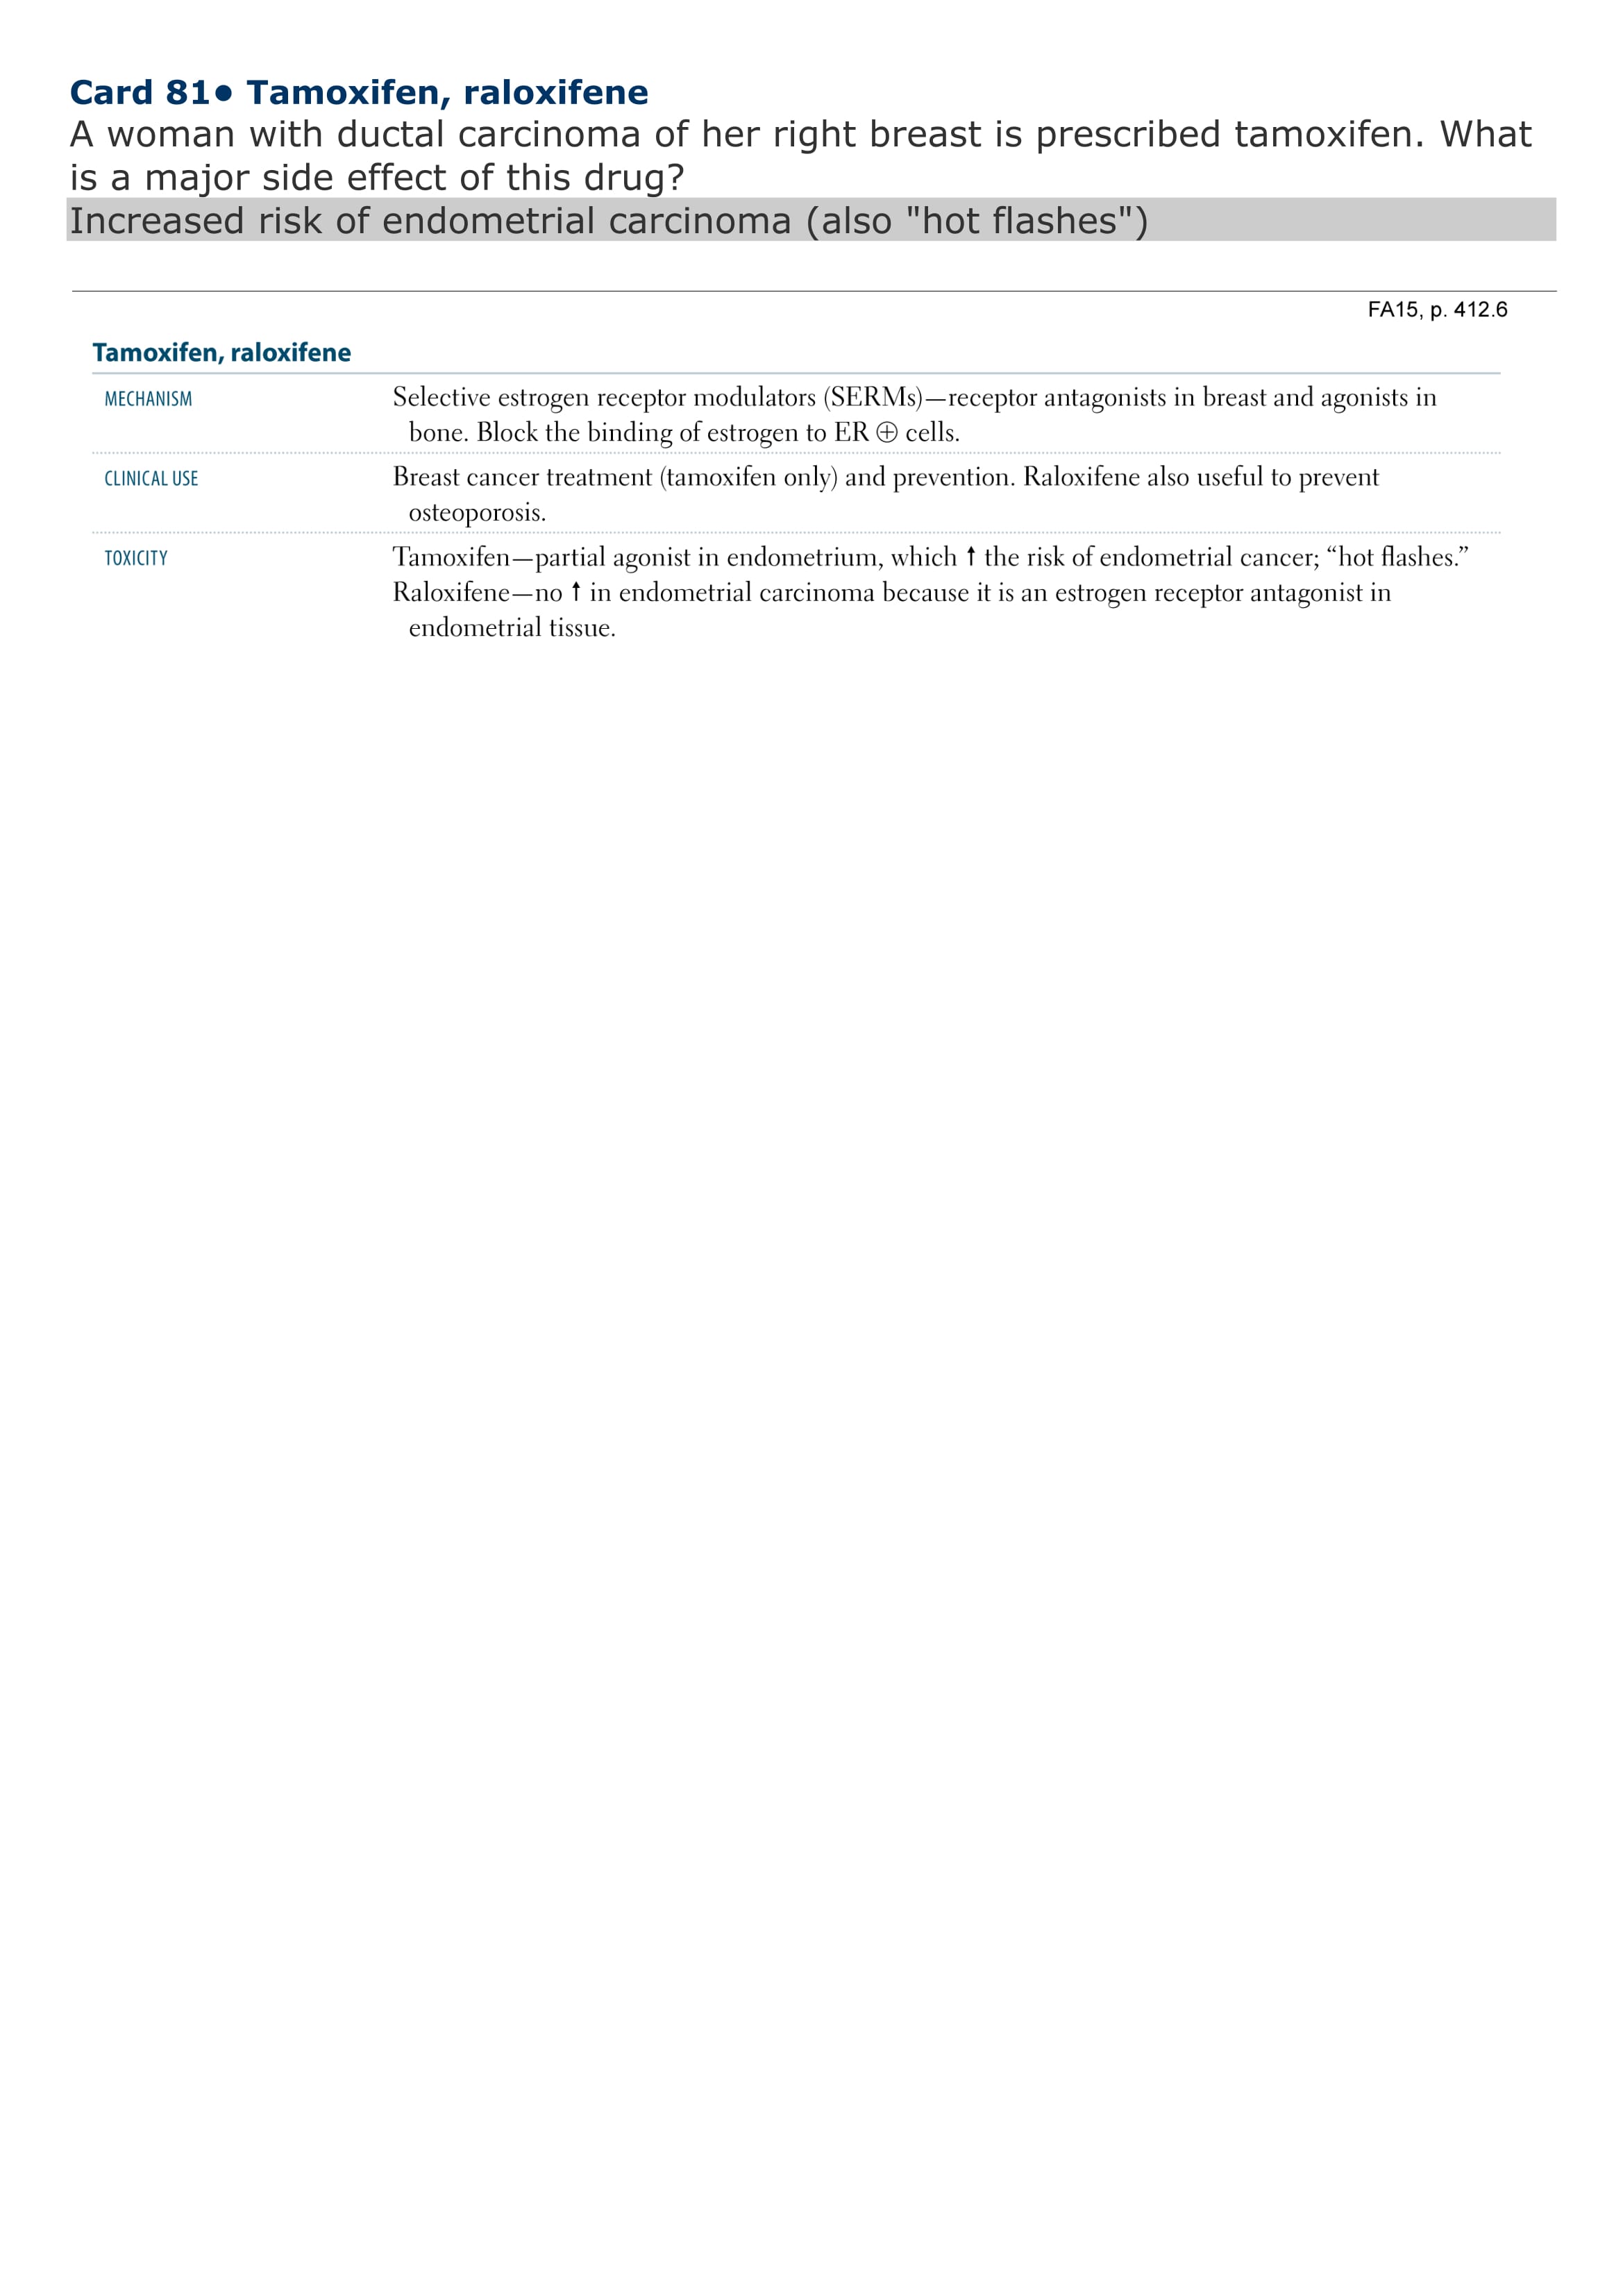 Card 81● Tamoxifen, raloxifene
A woman with ductal carcinoma of her right breast is prescribed tamoxifen. What
is a major side effect of this drug?
Increased risk of endometrial carcinoma (also "hot flashes")
FA15, p. 412.6
Tamoxifen, raloxifene
MECHANISM
Selective estrogen receptor modulators (SERMs)—receptor antagonists in breast and agonists in
bone. Block the binding of estrogen to ER ⊕ cells.
CLINICAL USE
Breast cancer treatment (tamoxifen only) and prevention. Raloxifene also useful to prevent
osteoporosis.
TOXICITY
Tamoxifen—partial agonist in endometrium, which ↑ the risk of endometrial cancer; “hot flashes.”
Raloxifene—no ↑ in endometrial carcinoma because it is an estrogen receptor antagonist in
endometrial tissue.